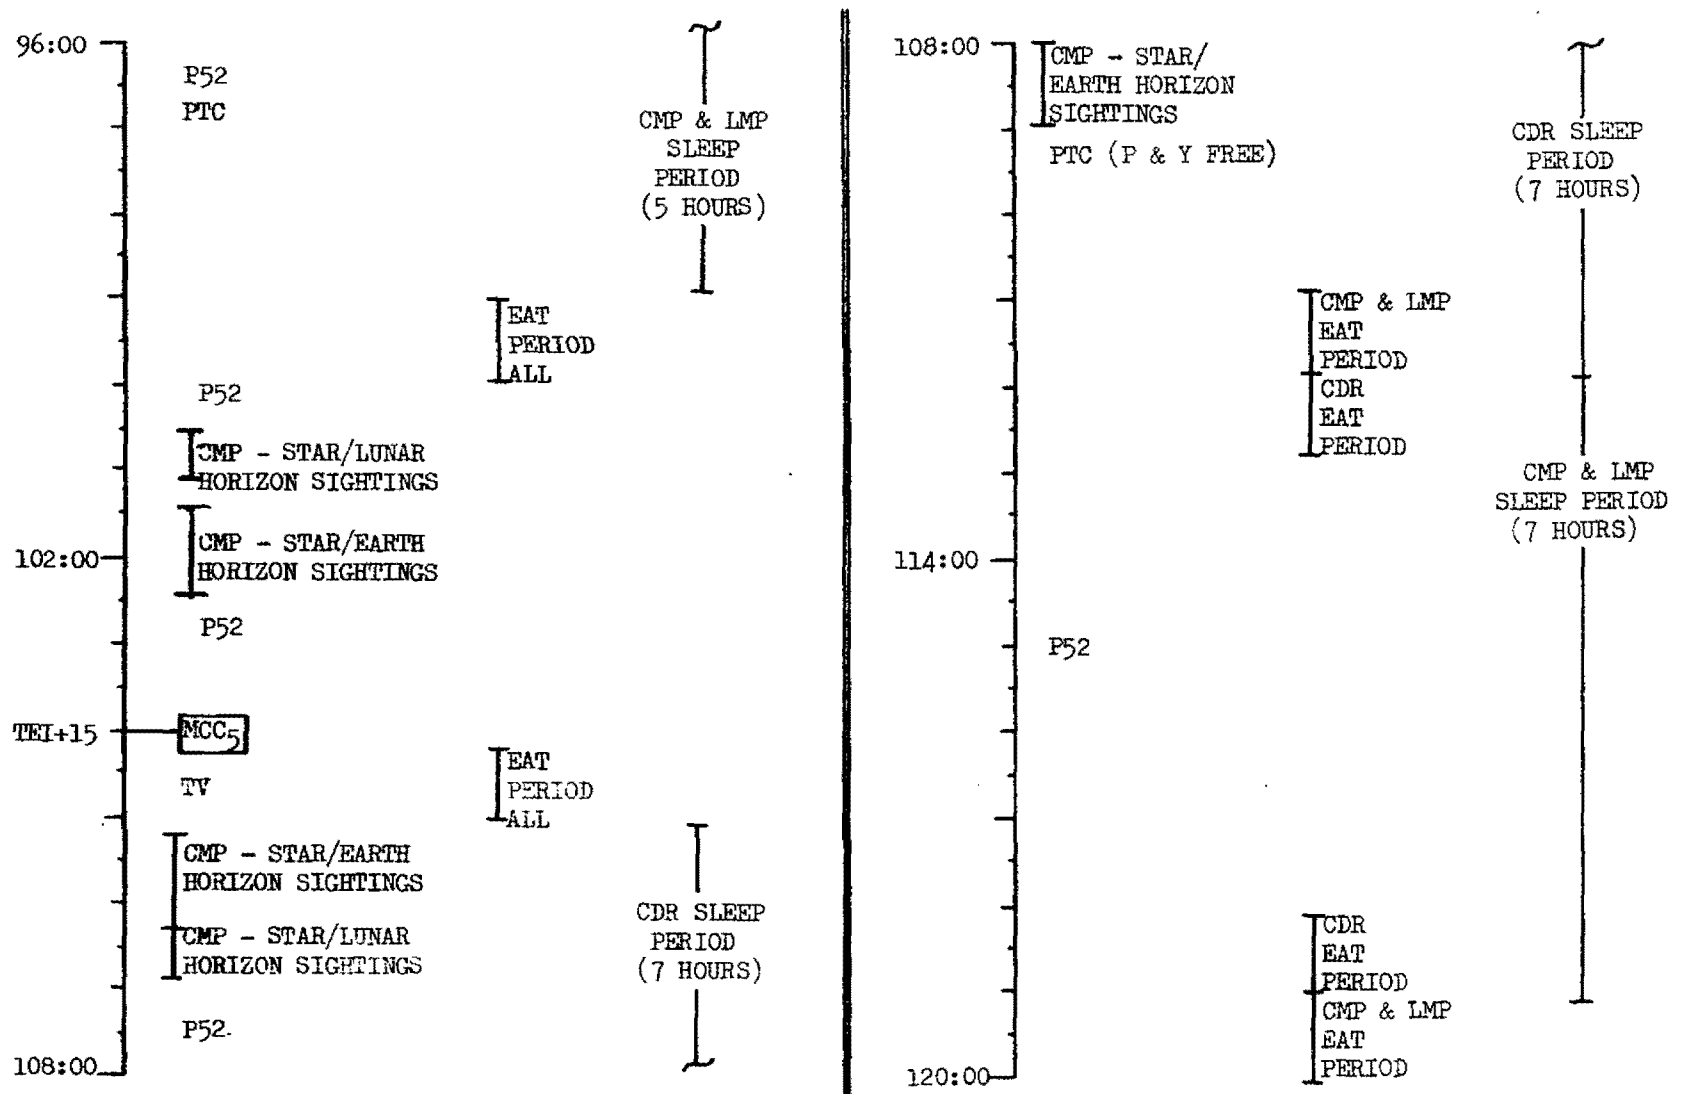 96:00
P52
PTC
CMP & LMP
SLEEP
PERIOD
(5 HOURS)
EAT
PERIOD
ALL
P52
CMP - STAR/LUNAR
HORIZON SIGHTINGS
CMP - STAR/EARTH
HORIZON SIGHTINGS
102:00
P52
TEI+15
MCC5
TV
EAT
PERIOD
ALL
CMP - STAR/EARTH
HORIZON SIGHTINGS
CMP - STAR/LUNAR
HORIZON SIGHTINGS
CDR SLEEP
PERIOD
(7 HOURS)
P52
108:00
108:00
CMP - STAR/
EARTH HORIZON
SIGHTINGS
PTC (P & Y FREE)
CDR SLEEP
PERIOD
(7 HOURS)
CMP & LMP
EAT
PERIOD
CDR
EAT
PERIOD
CMP & LMP
SLEEP PERIOD
(7 HOURS)
114:00
P52
CDR
EAT
PERIOD
CMP & LMP
EAT
PERIOD
120:00